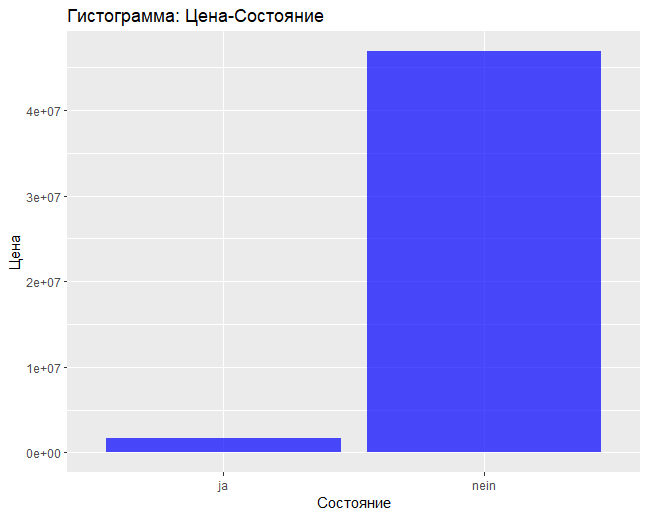 Гистограмма: Цена-Состояние
4e+07
3e+07
2e+07
1e+07
0e+00
Цена
ja
nein
Состояние